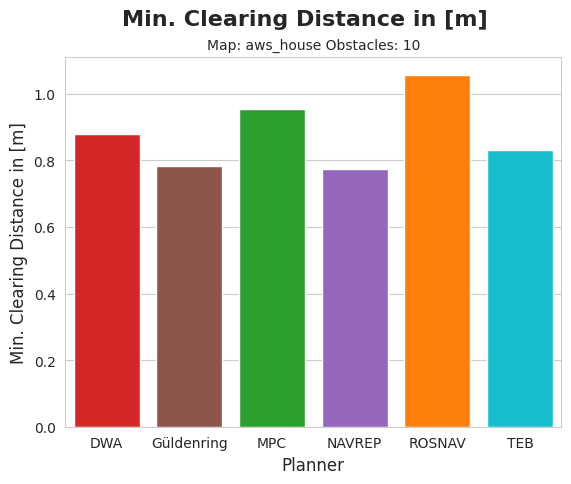 Min. Clearing Distance in [m]
Map: aws_house Obstacles: 10
Min. Clearing Distance in [m]
1.0
0.8
0.6
0.4
0.2
0.0
DWA Güldenring MPC NAVREP ROSNAV TEB
Planner